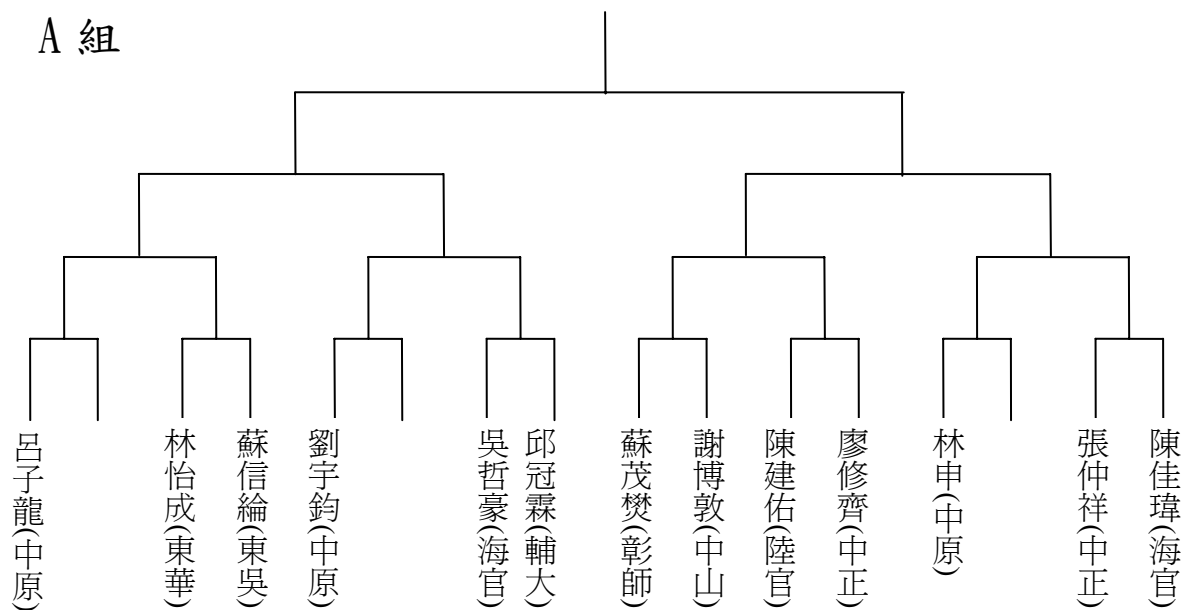 A 組
呂子龍(中原)
林怡成(東華)
蘇信綸(東吳)
劉宇鈞(中原)
吳哲豪(海官)
邱冠霖(輔大)
蘇茂燓(彰師)
謝博敦(中山)
陳建佑(陸官)
廖修齊(中正)
林申(中原)
張仲祥(中正)
陳佳瑋(海官)